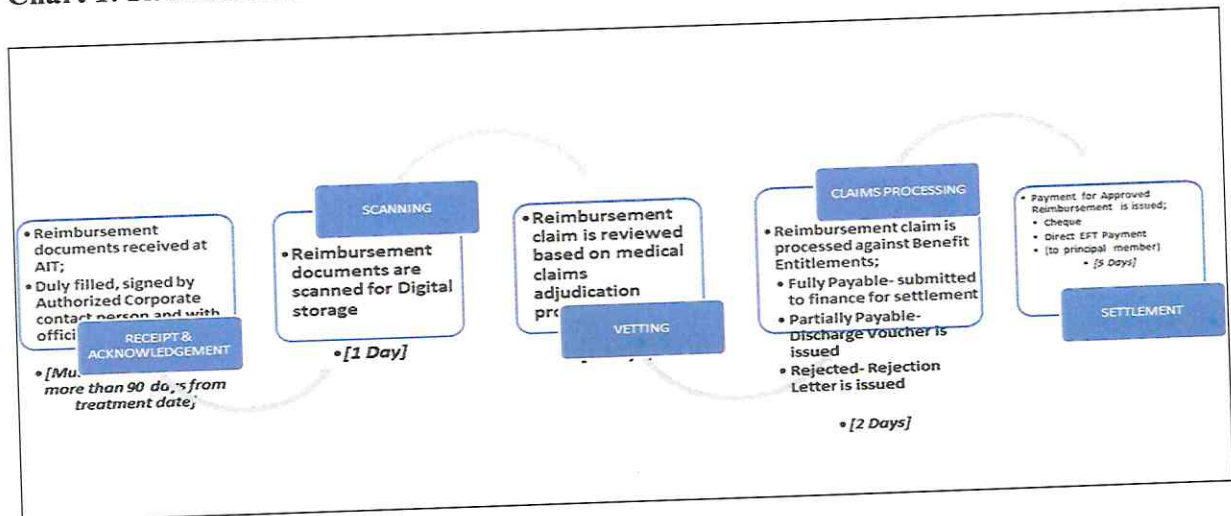 • Reimbursement
documents received at
AIT;
• Duly filled, signed by
Authorized Corporate
contact person and with
RECEIPT &
ACKNOWLEDGEMENT
more than 90 days from
treatment date]
SCANNING
• Reimbursement
documents are
scanned for Digital
storage
• [1 Day]
• Reimbursement
claim is reviewed
based on medical
claims
adjudication
VETTING
CLAIMS PROCESSING
• Reimbursement claim is
processed against Benefit
Entitlements;
• Fully Payable- submitted
to finance for settlement
• Partially Payable-
Discharge Voucher is
issued
• Rejected- Rejection
Letter is issued
• [2 Days]
• Payment for Approved
Reimbursement is issued;
• Cheque
• Direct EFT Payment
• (to principal member)
• [5 Days]
SETTLEMENT